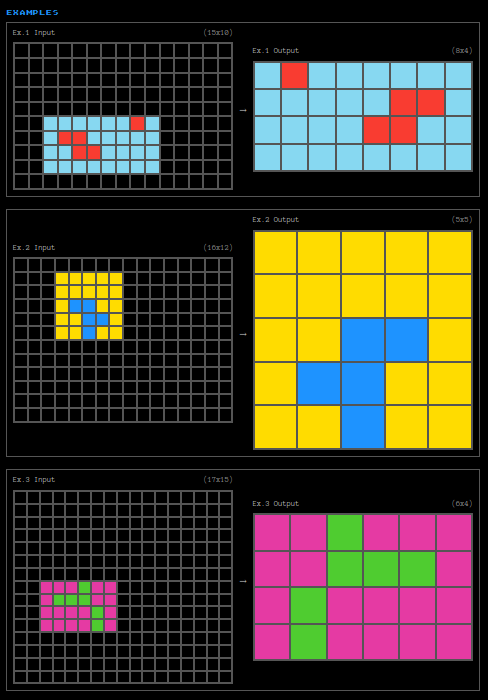 EXAMPLES
Ex.1 Input (15x10)
Ex.1 Output (8x4)
→
Ex.2 Input (16x12)
Ex.2 Output (5x5)
→
Ex.3 Input (17x15)
Ex.3 Output (6x4)
→